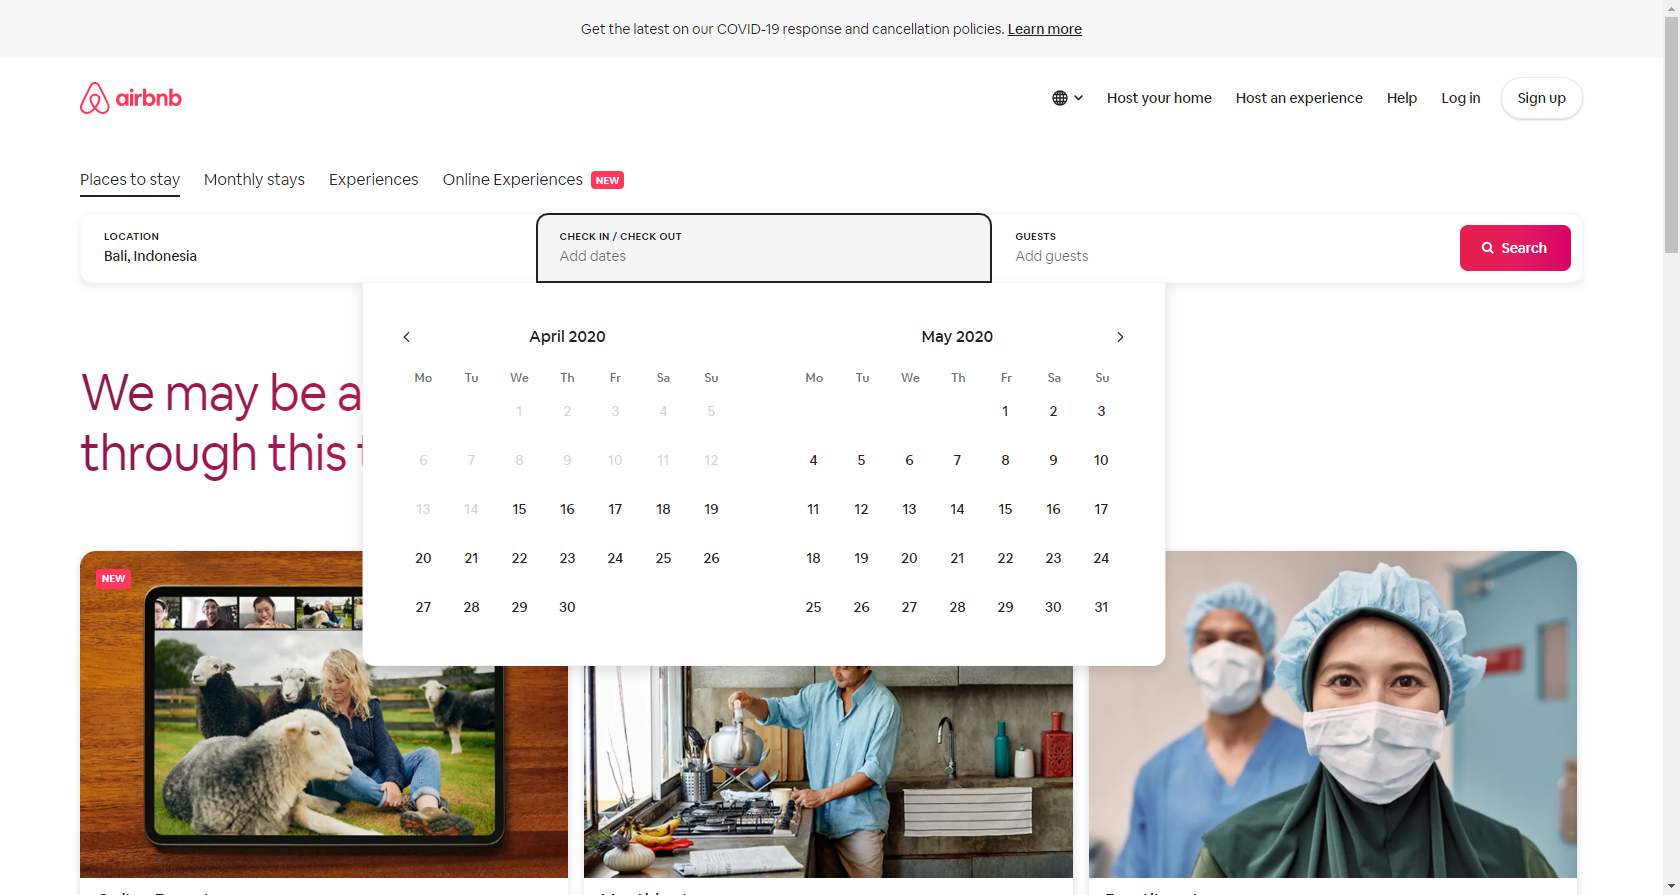 Get the latest on our COVID-19 response and cancellation policies. Learn more
airbnb
Host your home Host an experience Help Log in Sign up
Places to stay Monthly stays Experiences Online Experiences NEW
LOCATION
Bali, Indonesia
CHECK IN / CHECK OUT
Add dates
GUESTS
Add guests
Search
We may be a
through this
April 2020
Mo Tu We Th Fr Sa Su
1 2 3 4 5
6 7 8 9 10 11 12
13 14 15 16 17 18 19
20 21 22 23 24 25 26
27 28 29 30
May 2020
Mo Tu We Th Fr Sa Su
1 2 3
4 5 6 7 8 9 10
11 12 13 14 15 16 17
18 19 20 21 22 23 24
25 26 27 28 29 30 31
NEW